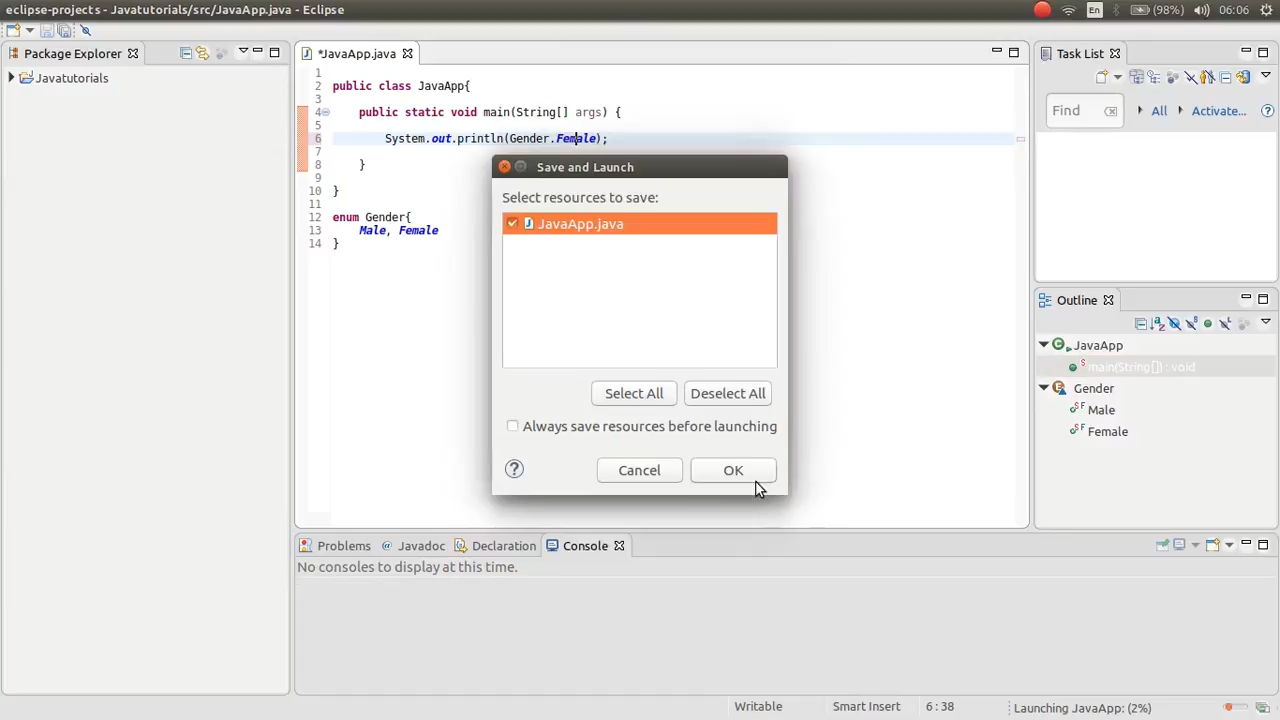 eclipse-projects - Javatutorials/src/JavaApp.java - Eclipse
En (98%) 06:06
Package Explorer
Javatutorials
*JavaApp.java
1
2 public class JavaApp{
3
4 public static void main(String[] args) {
5
6 System.out.println(Gender.Female);
7
8 }
9
10 }
11
12 enum Gender{
13 Male, Female
14 }
Save and Launch
Select resources to save:
JavaApp.java
Select All Deselect All
Always save resources before launching
Cancel OK
Task List
Find All Activate...
Outline
JavaApp
main(String[]) : void
Gender
Male
Female
Problems Javadoc Declaration Console
No consoles to display at this time.
Writable Smart Insert 6 : 38 Launching JavaApp: (2%)